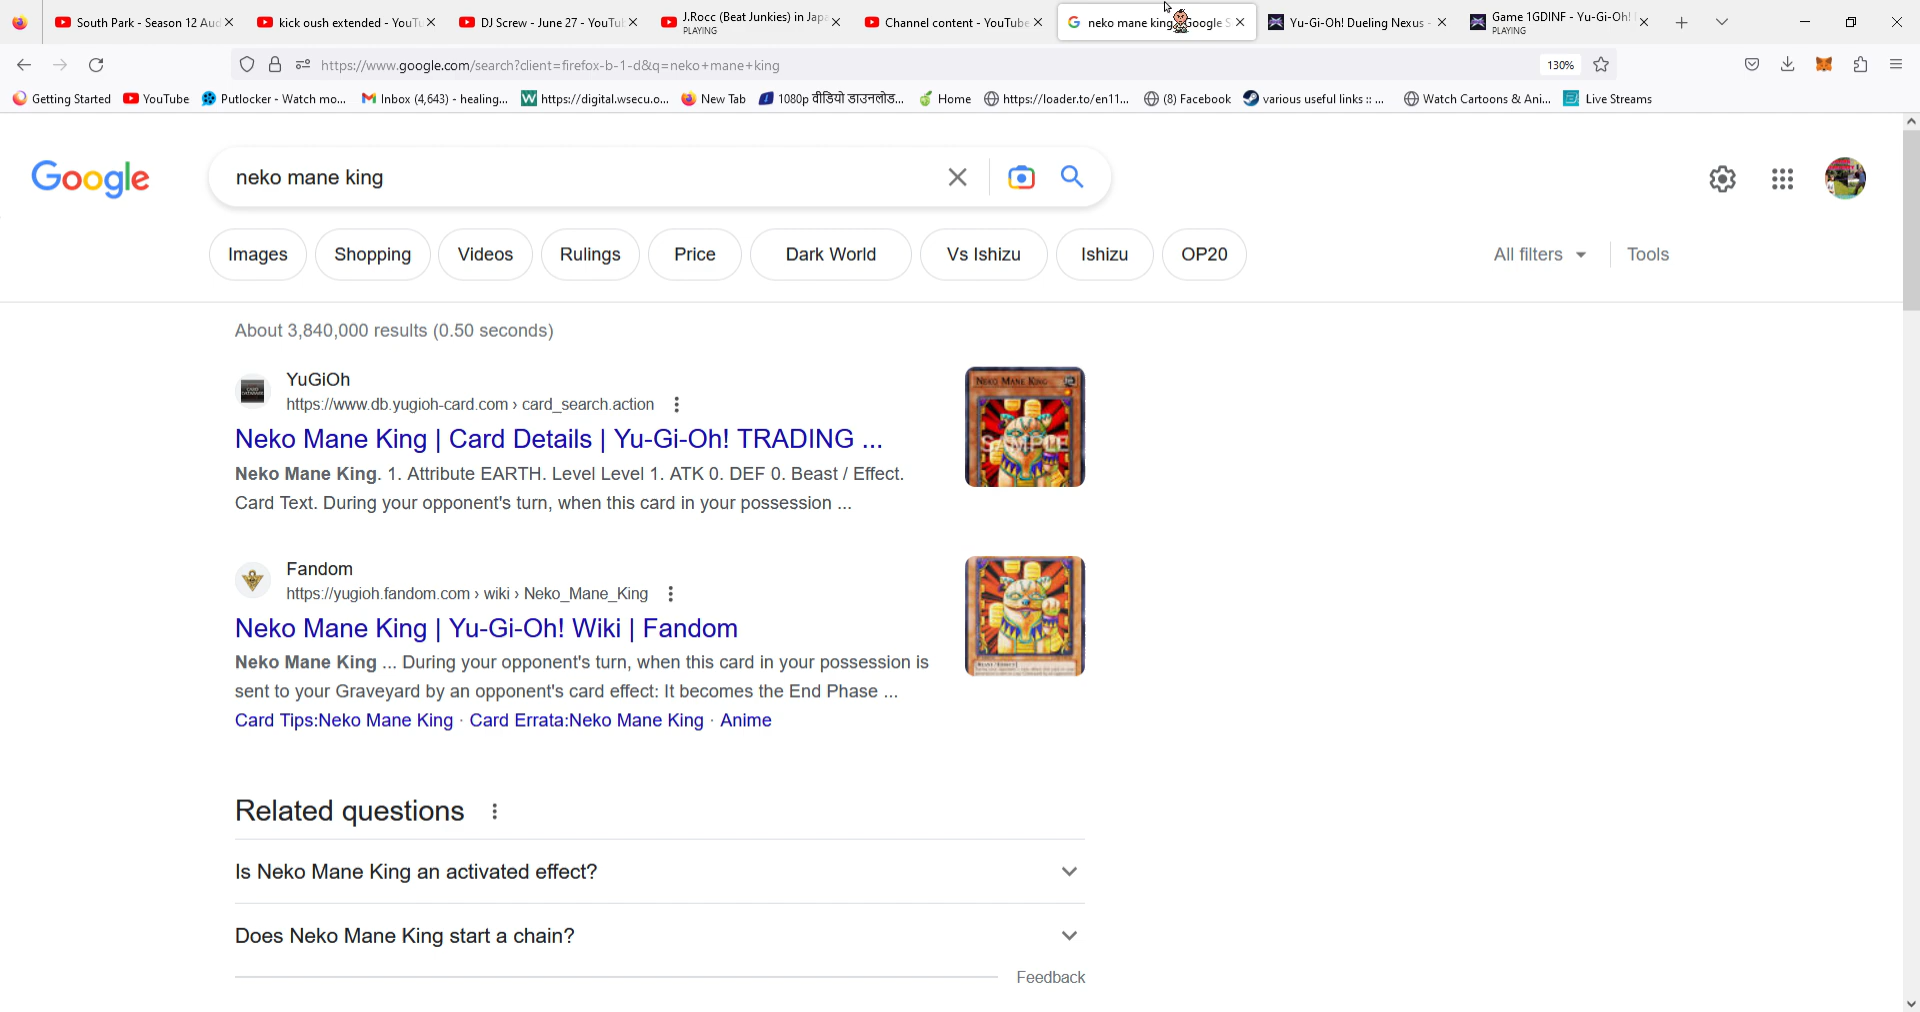 South Park - Season 12 Aud
kick oush extended - YouTu
DJ Screw - June 27 - YouTub
J.Rocc (Beat Junkies) in Japa
PLAYING
Channel content - YouTube
neko mane king Google S
Yu-Gi-Oh! Dueling Nexus -
Game 1GDINF - Yu-Gi-Oh!
PLAYING
https://www.google.com/search?client=firefox-b-1-d&q=neko+mane+king
130%
Getting Started
YouTube
Putlocker - Watch mo...
Inbox (4,643) - healing...
https://digital.wsecu.o...
New Tab
1080p वीडियो डाउनलोड...
Home
https://loader.to/en11...
(8) Facebook
various useful links :: ...
Watch Cartoons & Ani...
Live Streams
Google
neko mane king
Images
Shopping
Videos
Rulings
Price
Dark World
Vs Ishizu
Ishizu
OP20
All filters
Tools
About 3,840,000 results (0.50 seconds)
YuGiOh
https://www.db.yugioh-card.com › card_search.action
Neko Mane King | Card Details | Yu-Gi-Oh! TRADING ...
Neko Mane King. 1. Attribute EARTH. Level Level 1. ATK 0. DEF 0. Beast / Effect.
Card Text. During your opponent's turn, when this card in your possession ...
NEKO MANE KING
SAMPLE
Fandom
https://yugioh.fandom.com › wiki › Neko_Mane_King
Neko Mane King | Yu-Gi-Oh! Wiki | Fandom
Neko Mane King ... During your opponent's turn, when this card in your possession is
sent to your Graveyard by an opponent's card effect: It becomes the End Phase ...
Card Tips:Neko Mane King · Card Errata:Neko Mane King · Anime
Related questions
Is Neko Mane King an activated effect?
Does Neko Mane King start a chain?
Feedback